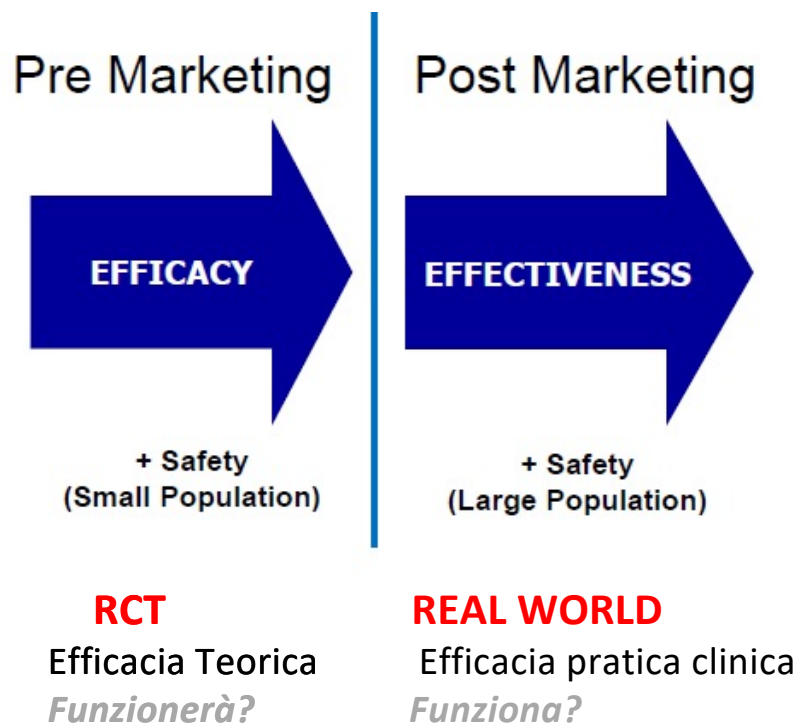 Pre Marketing
Post Marketing
EFFICACY
EFFECTIVENESS
+ Safety
(Small Population)
+ Safety
(Large Population)
RCT
REAL WORLD
Efficacia Teorica
Efficacia pratica clinica
Funzionerà?
Funziona?